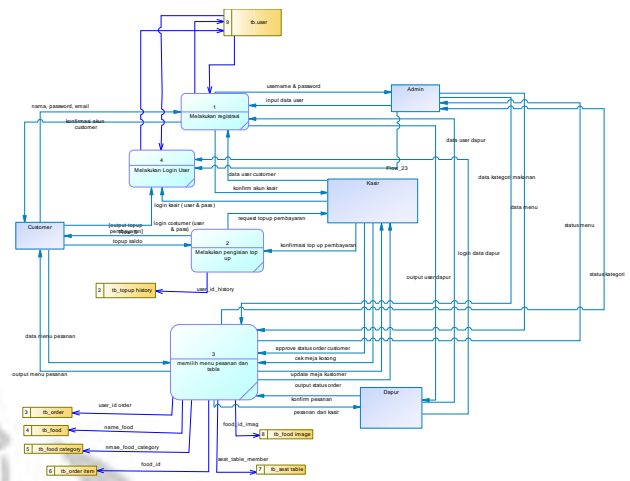 9
tb.user
username & password
Admin
name, password, email
1
Melakukan registrasi
input data user
konfirmasi akun
customer
data user dapur
4
Melakukan Login User
Flow_23
data user customer
data kategori makanan
Kasir
konfirm akun kasir
data menu
login kasir ( user & pass)
request topup pembayaran
login costumer (user
& pass)
status menu
Customer
2
Melakukan pengisian top
up
topup saldo
konfirmasi top up pembayaran
login data dapur
status kategori
output user dapur
2
tb_topup history
user_id_history
data menu pesanan
output menu pesanan
3
memilih menu pesanan dan
table
approve status order customer
cek meja kosong
update meja kustomer
output status order
Dapur
konfirm pesanan
pesanan dari kasir
3
tb_order
user_id order
4
tb_food
name_food
5
tb_food category
nmae_food_category
6
tb_order item
food_id
food_id_imag
8
tb_food image
seat_table_member
7
tb_seat table